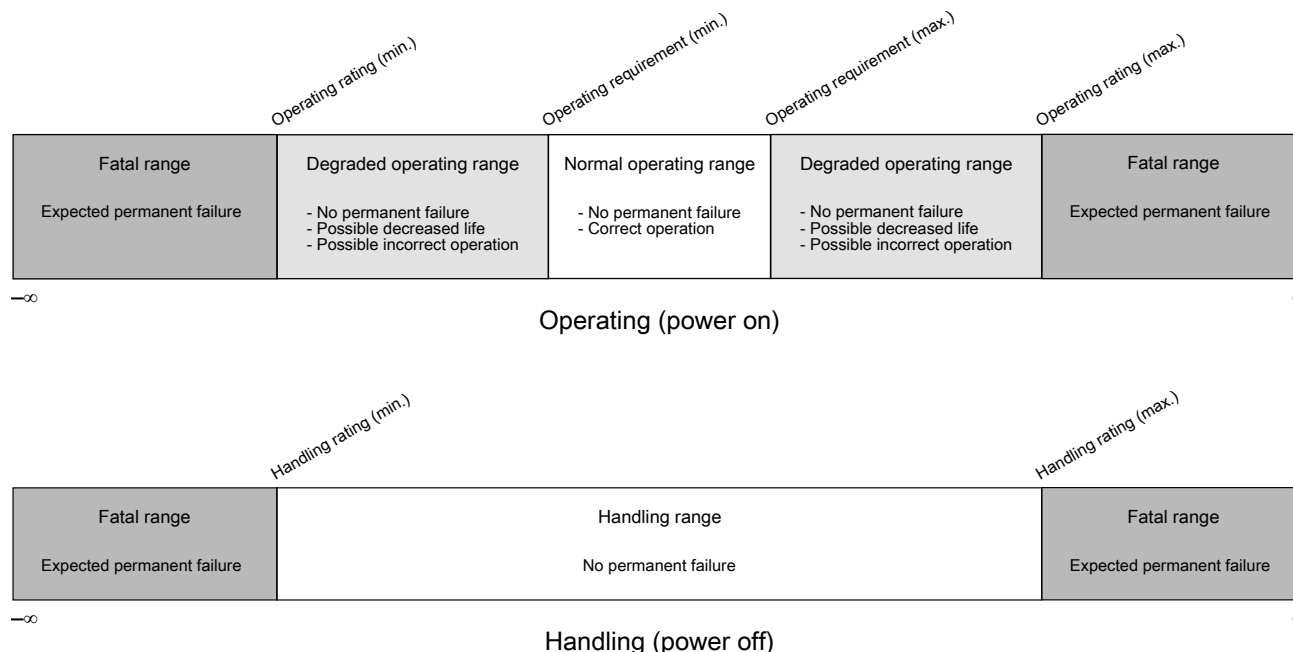 Operating rating (min.)
Operating requirement (min.)
Operating requirement (max.)
Operating rating (max.)
Fatal range
Degraded operating range
Normal operating range
Degraded operating range
Fatal range
Expected permanent failure
- No permanent failure
- Possible decreased life
- Possible incorrect operation
- No permanent failure
- Correct operation
- No permanent failure
- Possible decreased life
- Possible incorrect operation
Expected permanent failure
–∞
Operating (power on)
Handling rating (min.)
Handling rating (max.)
Fatal range
Handling range
Fatal range
Expected permanent failure
No permanent failure
Expected permanent failure
–∞
Handling (power off)